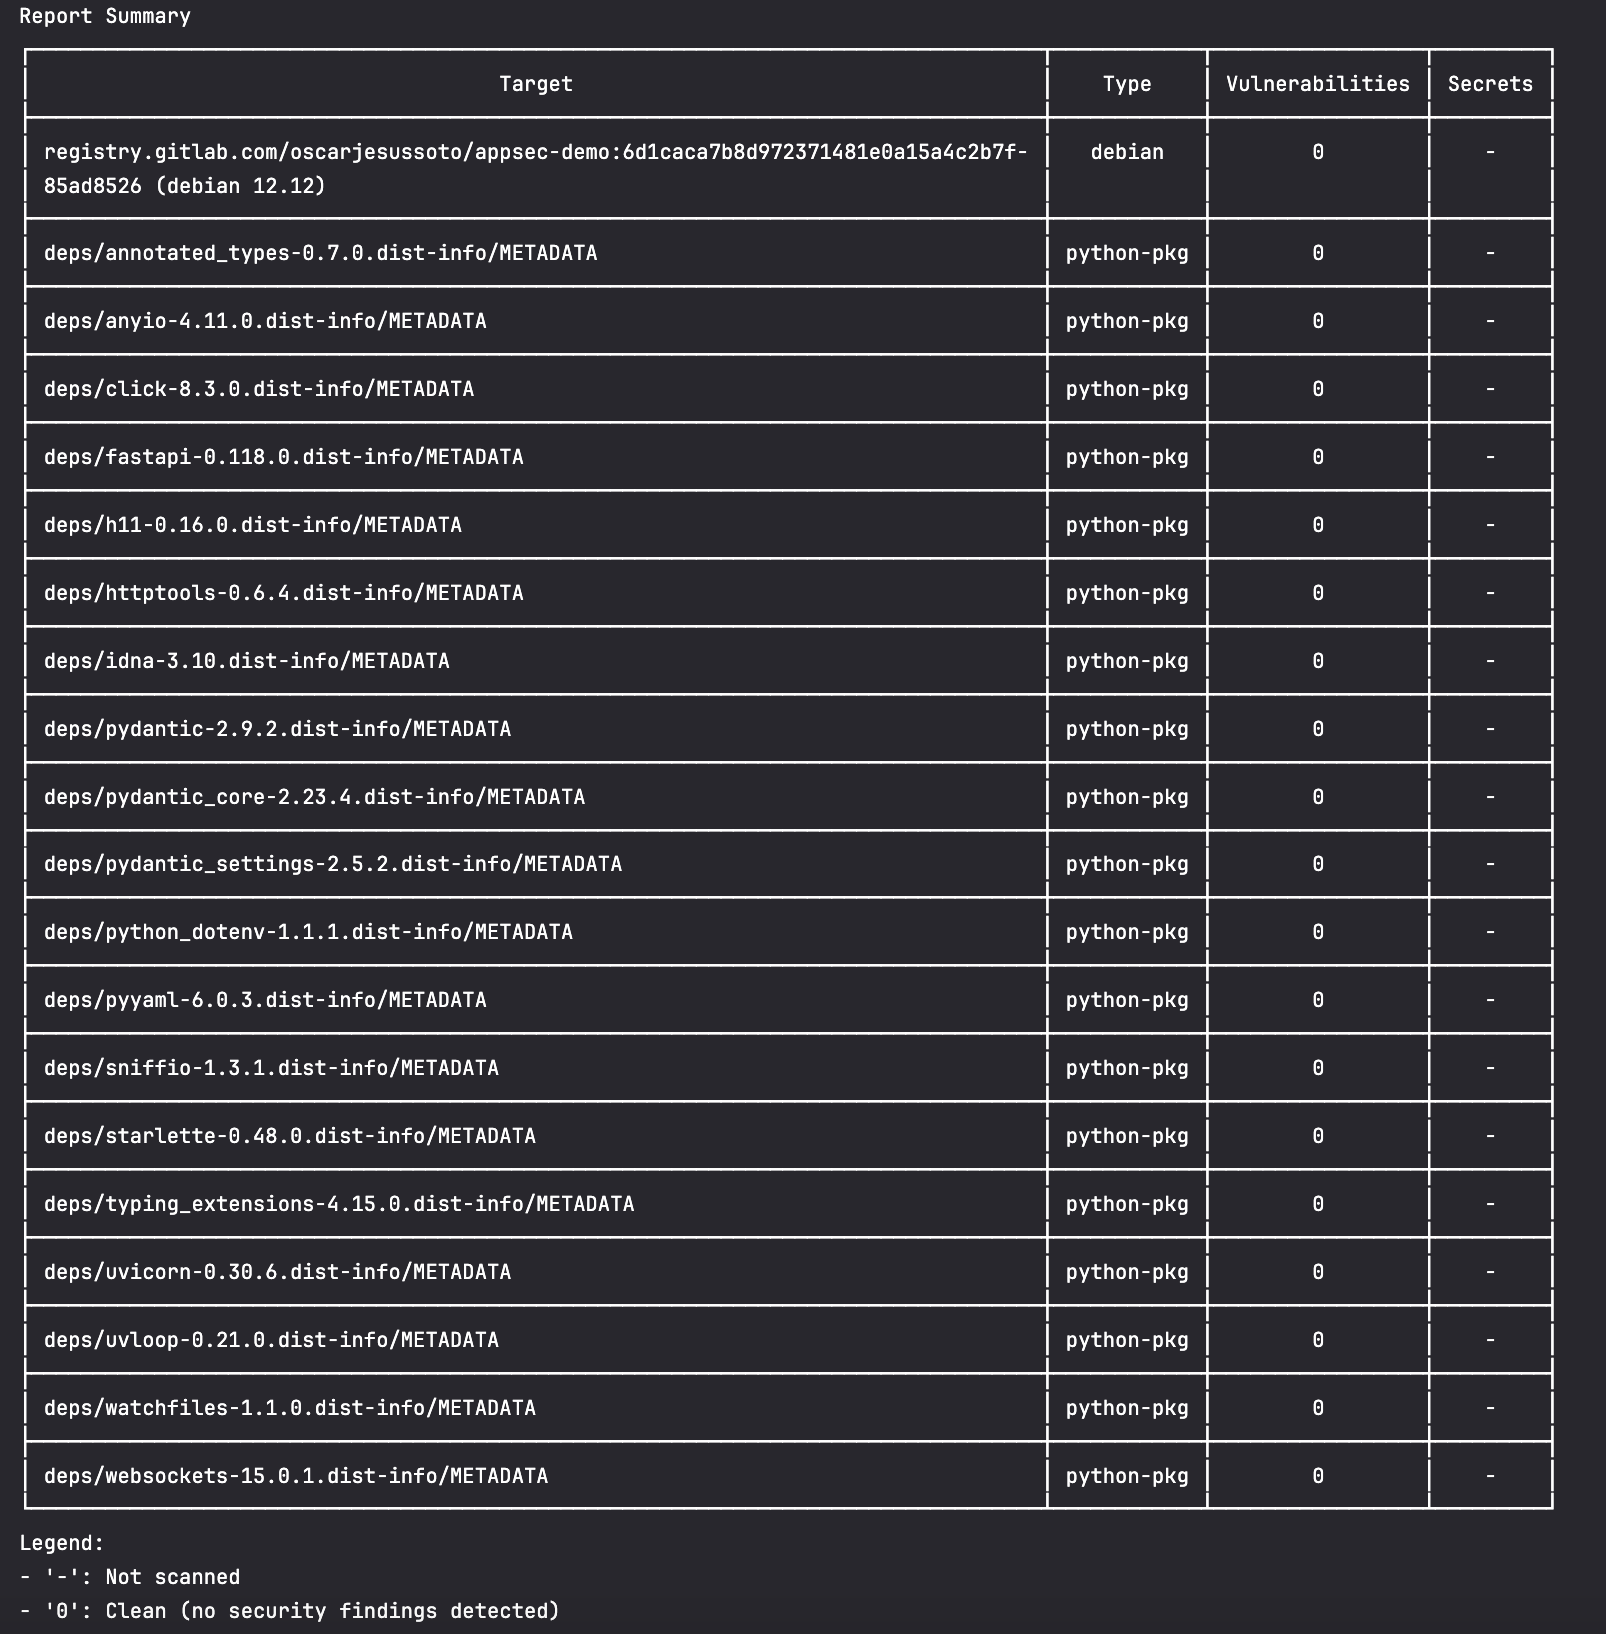 Report Summary
Target Type Vulnerabilities Secrets
registry.gitlab.com/oscarjesussoto/appsec-demo:6d1caca7b8d972371481e0a15a4c2b7f- debian 0 -
85ad8526 (debian 12.12)
deps/annotated_types-0.7.0.dist-info/METADATA python-pkg 0 -
deps/anyio-4.11.0.dist-info/METADATA python-pkg 0 -
deps/click-8.3.0.dist-info/METADATA python-pkg 0 -
deps/fastapi-0.118.0.dist-info/METADATA python-pkg 0 -
deps/h11-0.16.0.dist-info/METADATA python-pkg 0 -
deps/httptools-0.6.4.dist-info/METADATA python-pkg 0 -
deps/idna-3.10.dist-info/METADATA python-pkg 0 -
deps/pydantic-2.9.2.dist-info/METADATA python-pkg 0 -
deps/pydantic_core-2.23.4.dist-info/METADATA python-pkg 0 -
deps/pydantic_settings-2.5.2.dist-info/METADATA python-pkg 0 -
deps/python_dotenv-1.1.1.dist-info/METADATA python-pkg 0 -
deps/pyyaml-6.0.3.dist-info/METADATA python-pkg 0 -
deps/sniffio-1.3.1.dist-info/METADATA python-pkg 0 -
deps/starlette-0.48.0.dist-info/METADATA python-pkg 0 -
deps/typing_extensions-4.15.0.dist-info/METADATA python-pkg 0 -
deps/uvicorn-0.30.6.dist-info/METADATA python-pkg 0 -
deps/uvloop-0.21.0.dist-info/METADATA python-pkg 0 -
deps/watchfiles-1.1.0.dist-info/METADATA python-pkg 0 -
deps/websockets-15.0.1.dist-info/METADATA python-pkg 0 -
Legend:
- '-': Not scanned
- '0': Clean (no security findings detected)